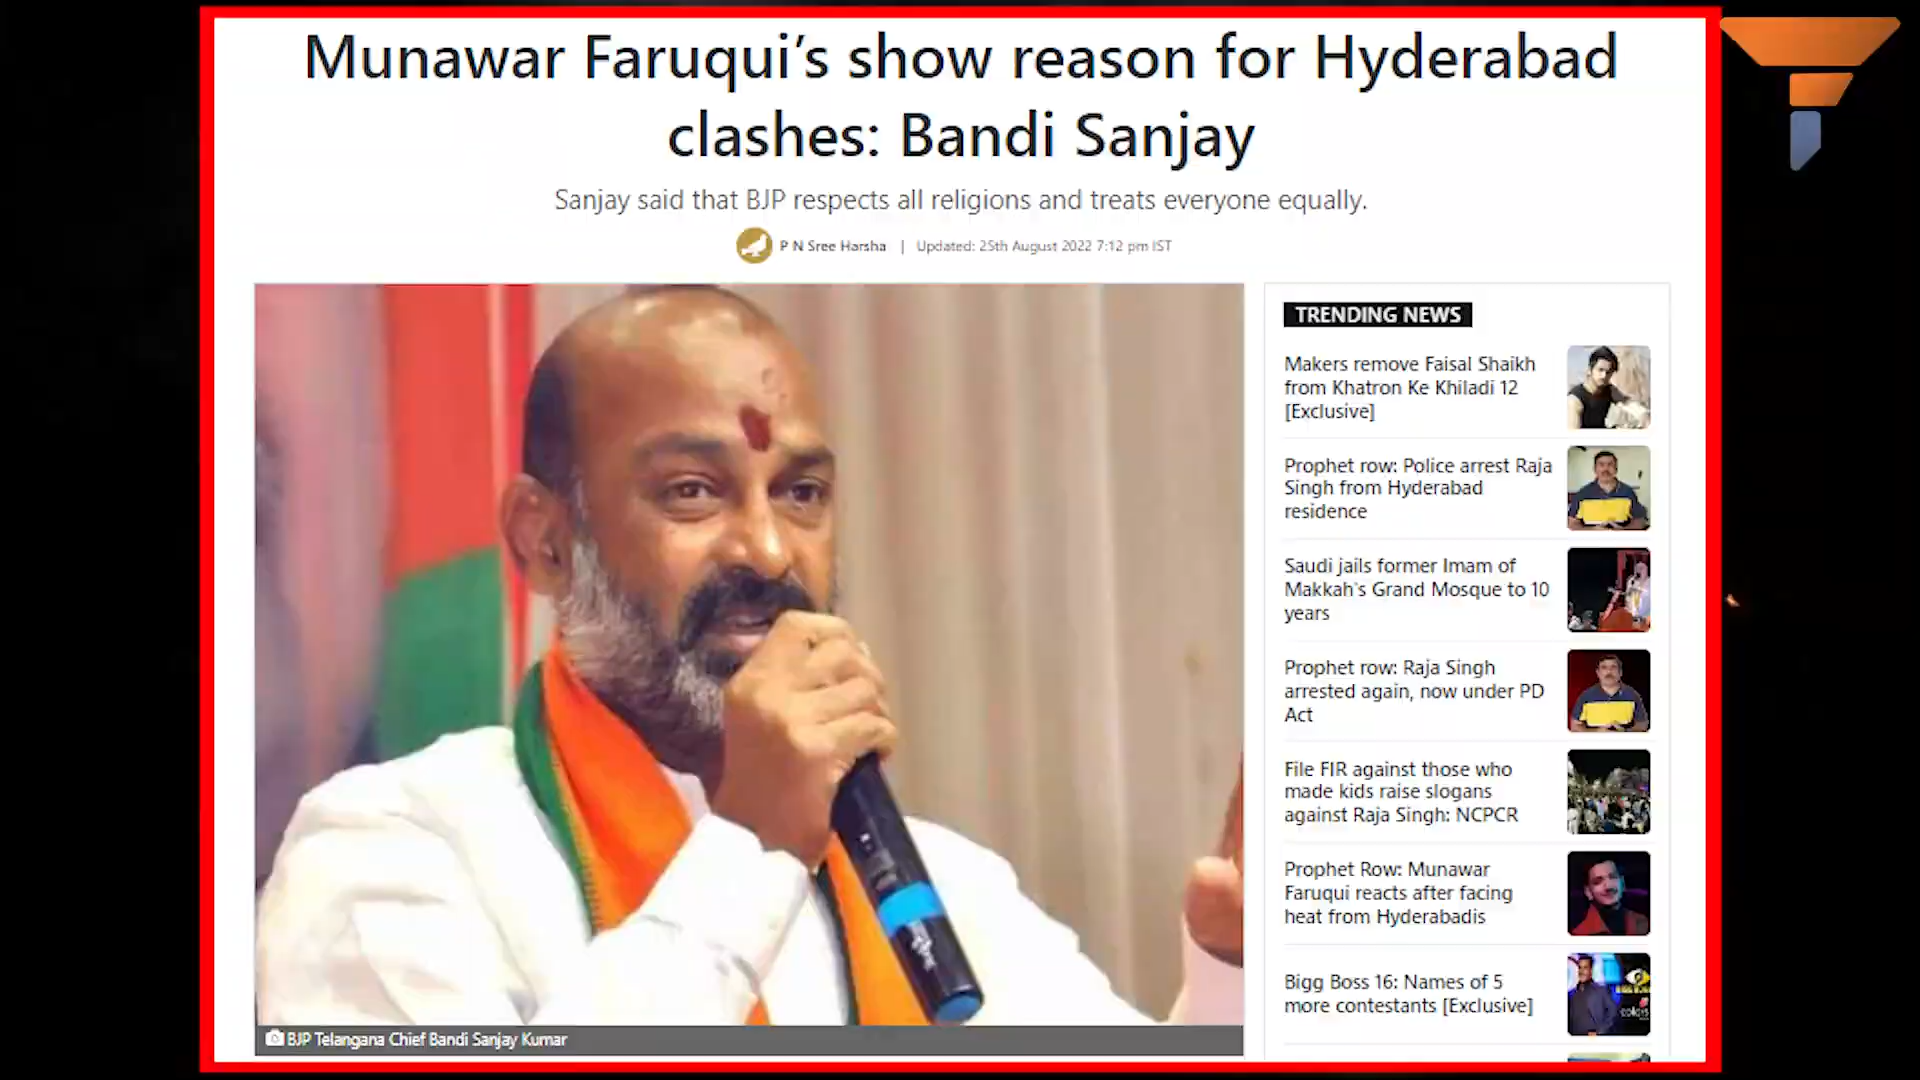 Munawar Faruqui’s show reason for Hyderabad
clashes: Bandi Sanjay
Sanjay said that BJP respects all religions and treats everyone equally.
P N Sree Harsha | Updated: 25th August 2022 7:12 pm IST
BJP Telangana Chief Bandi Sanjay Kumar
TRENDING NEWS
Makers remove Faisal Shaikh
from Khatron Ke Khiladi 12
[Exclusive]
Prophet row: Police arrest Raja
Singh from Hyderabad
residence
Saudi jails former Imam of
Makkah's Grand Mosque to 10
years
Prophet row: Raja Singh
arrested again, now under PD
Act
File FIR against those who
made kids raise slogans
against Raja Singh: NCPCR
Prophet Row: Munawar
Faruqui reacts after facing
heat from Hyderabadis
Bigg Boss 16: Names of 5
more contestants [Exclusive]